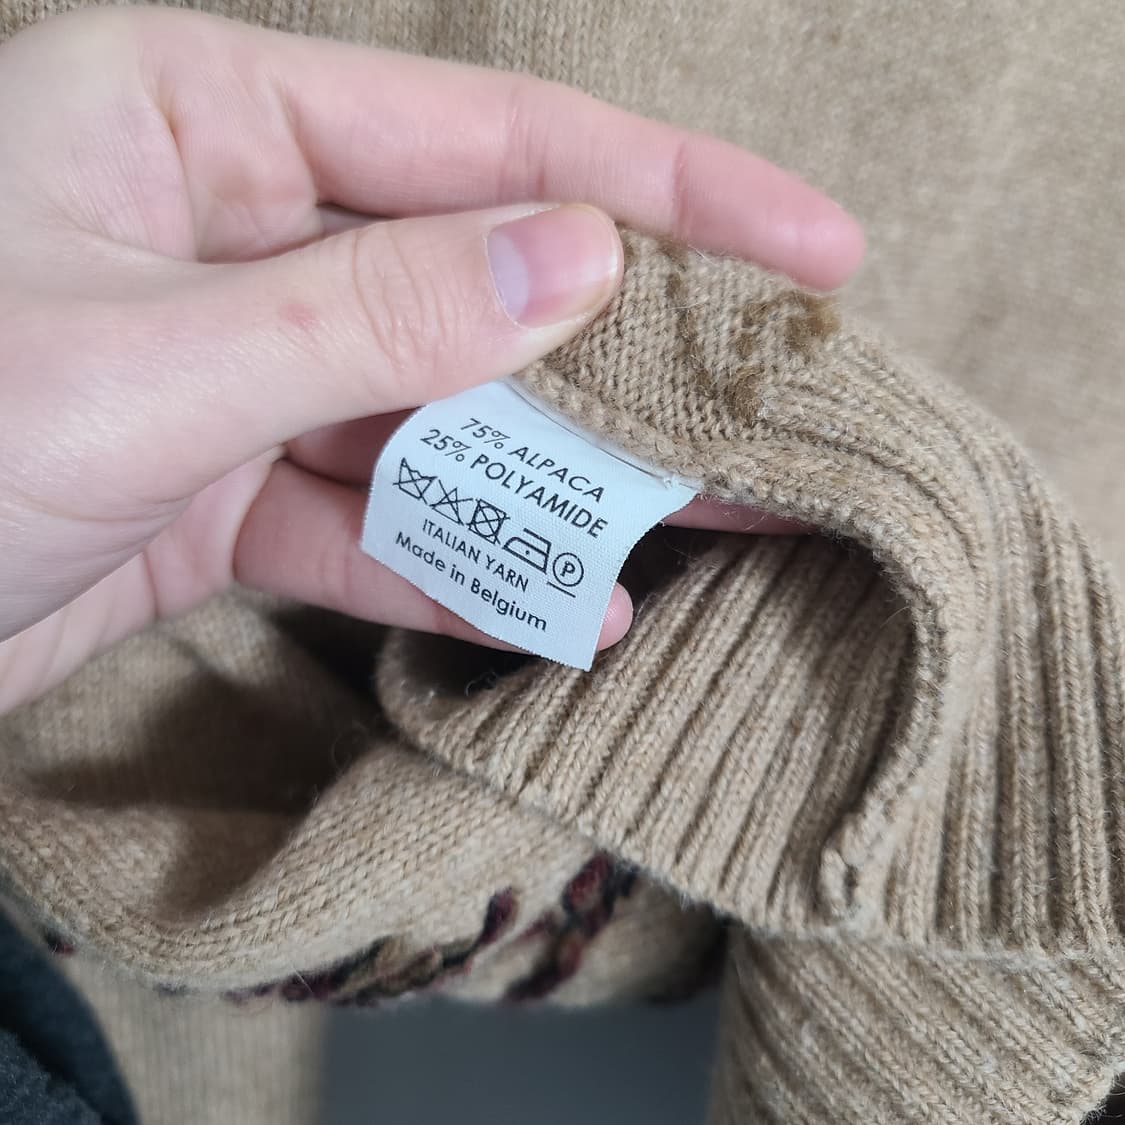 75% ALPACA
25% POLYAMIDE
P
ITALIAN YARN
Made in Belgium